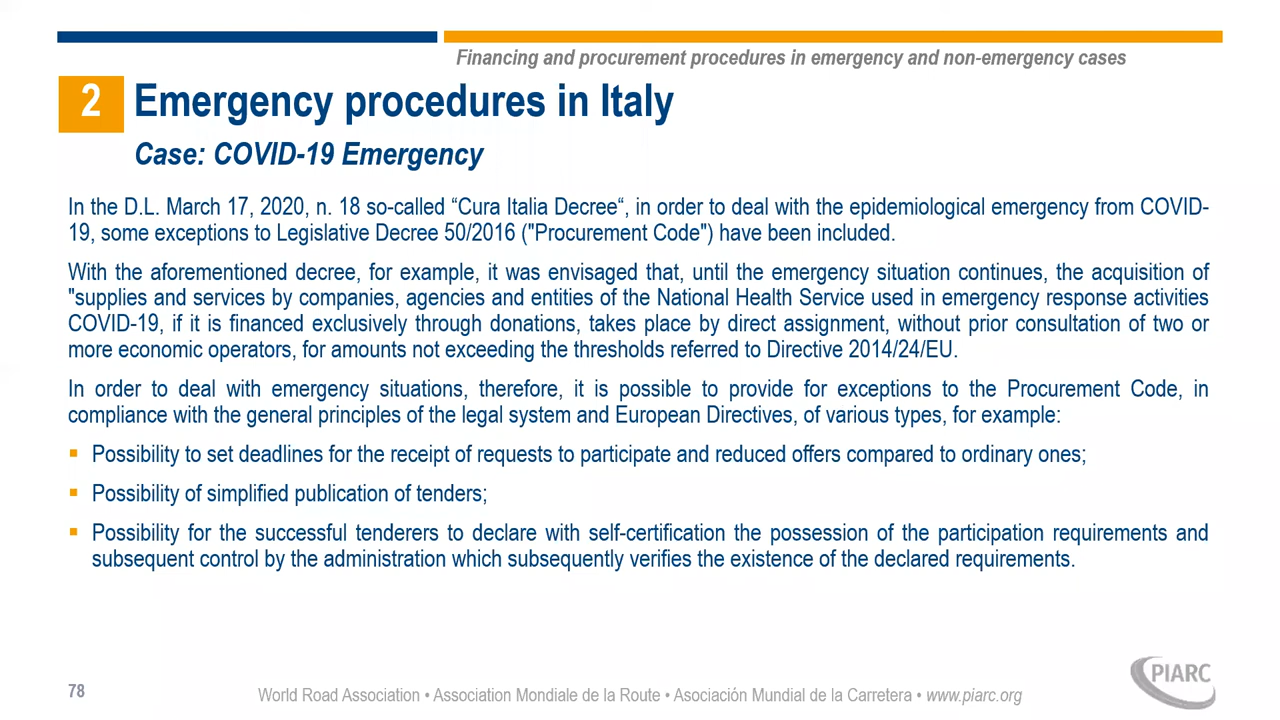 Financing and procurement procedures in emergency and non-emergency cases
2 Emergency procedures in Italy
Case: COVID-19 Emergency
In the D.L. March 17, 2020, n. 18 so-called “Cura Italia Decree“, in order to deal with the epidemiological emergency from COVID-
19, some exceptions to Legislative Decree 50/2016 ("Procurement Code") have been included.
With the aforementioned decree, for example, it was envisaged that, until the emergency situation continues, the acquisition of
"supplies and services by companies, agencies and entities of the National Health Service used in emergency response activities
COVID-19, if it is financed exclusively through donations, takes place by direct assignment, without prior consultation of two or
more economic operators, for amounts not exceeding the thresholds referred to Directive 2014/24/EU.
In order to deal with emergency situations, therefore, it is possible to provide for exceptions to the Procurement Code, in
compliance with the general principles of the legal system and European Directives, of various types, for example:
▪ Possibility to set deadlines for the receipt of requests to participate and reduced offers compared to ordinary ones;
▪ Possibility of simplified publication of tenders;
▪ Possibility for the successful tenderers to declare with self-certification the possession of the participation requirements and
subsequent control by the administration which subsequently verifies the existence of the declared requirements.
78
World Road Association • Association Mondiale de la Route • Asociación Mundial de la Carretera • www.piarc.org
PIARC